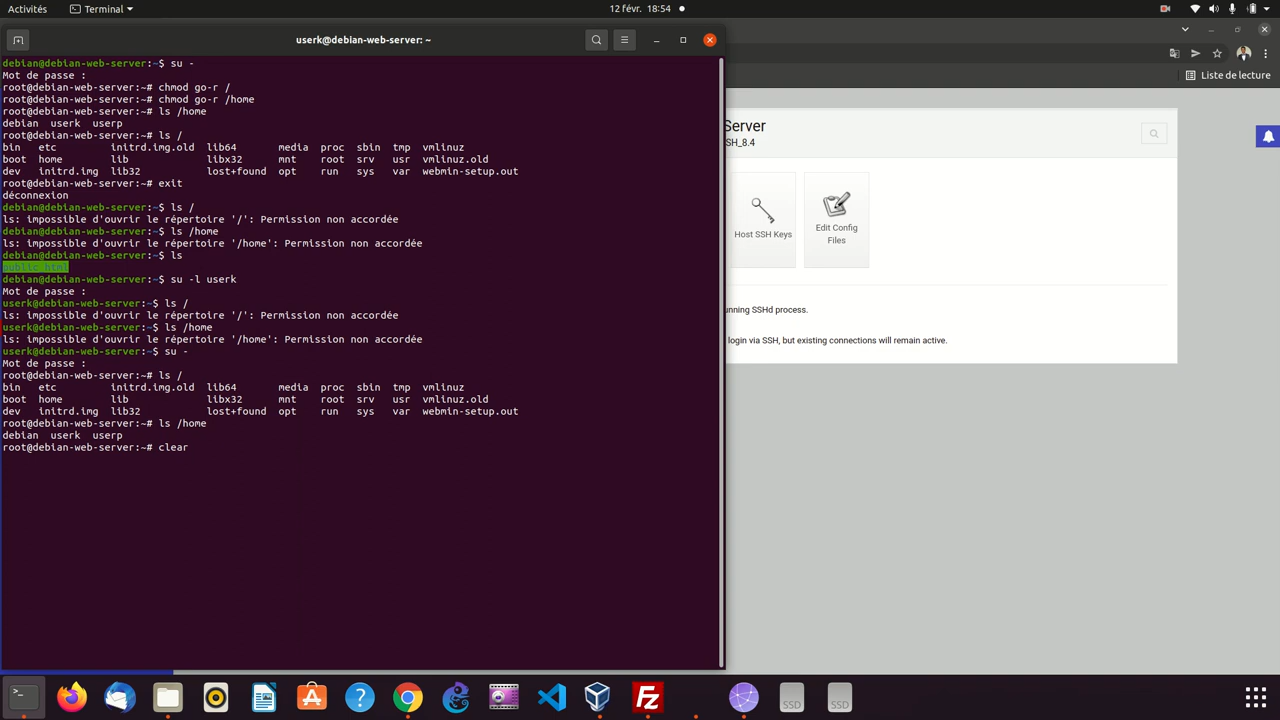 Activités
Terminal
12 févr. 18:54
userk@debian-web-server: ~
debian@debian-web-server:~$ su -
Mot de passe :
root@debian-web-server:~# chmod go-r /
root@debian-web-server:~# chmod go-r /home
root@debian-web-server:~# ls /home
debian userk userp
root@debian-web-server:~# ls /
bin etc initrd.img.old lib64 media proc sbin tmp vmlinuz
boot home lib libx32 mnt root srv usr vmlinuz.old
dev initrd.img lib32 lost+found opt run sys var webmin-setup.out
root@debian-web-server:~# exit
déconnexion
debian@debian-web-server:~$ ls /
ls: impossible d'ouvrir le répertoire '/': Permission non accordée
debian@debian-web-server:~$ ls /home
ls: impossible d'ouvrir le répertoire '/home': Permission non accordée
debian@debian-web-server:~$ ls
public_html
debian@debian-web-server:~$ su -l userk
Mot de passe :
userk@debian-web-server:~$ ls /
ls: impossible d'ouvrir le répertoire '/': Permission non accordée
userk@debian-web-server:~$ ls /home
ls: impossible d'ouvrir le répertoire '/home': Permission non accordée
userk@debian-web-server:~$ su -
Mot de passe :
root@debian-web-server:~# ls /
bin etc initrd.img.old lib64 media proc sbin tmp vmlinuz
boot home lib libx32 mnt root srv usr vmlinuz.old
dev initrd.img lib32 lost+found opt run sys var webmin-setup.out
root@debian-web-server:~# ls /home
debian userk userp
root@debian-web-server:~# clear
Liste de lecture
Server
SH_8.4
Host SSH Keys
Edit Config
Files
unning SSHd process.
login via SSH, but existing connections will remain active.
SSD
SSD